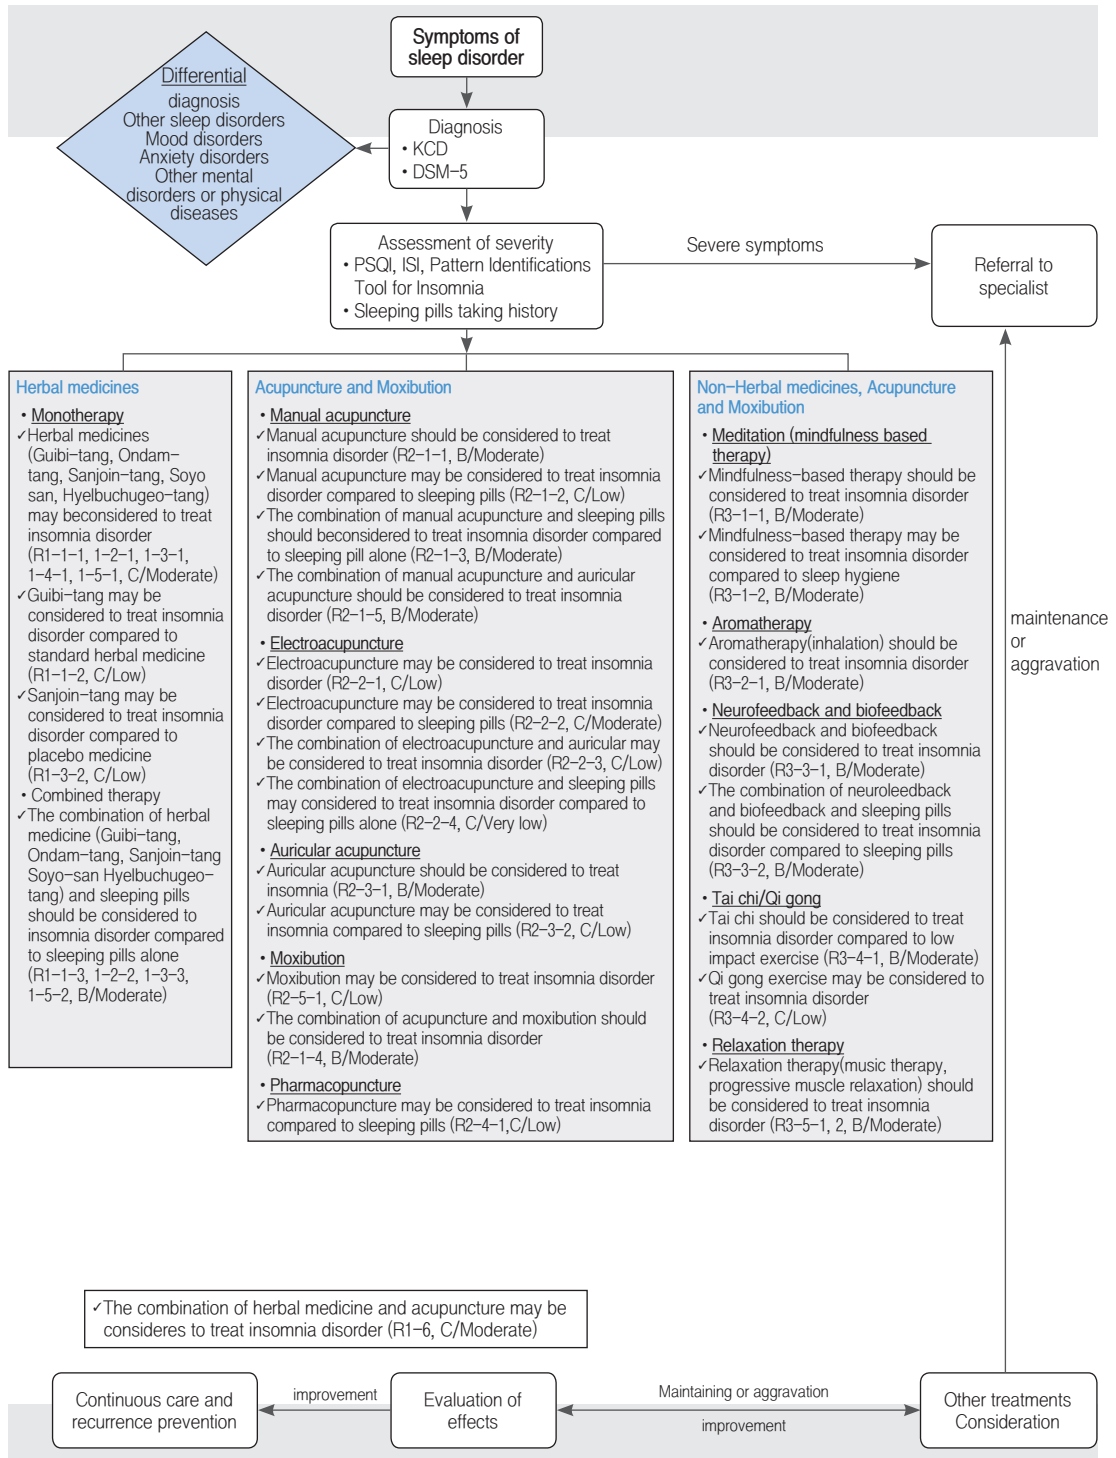 Symptoms of
sleep disorder
Differential
diagnosis
Other sleep disorders
Mood disorders
Anxiety disorders
Other mental
disorders or physical
diseases
Diagnosis
• KCD
• DSM-5
Assessment of severity
• PSQI, ISI, Pattern Identifications
Tool for Insomnia
• Sleeping pills taking history
Severe symptoms
Referral to
specialist
Herbal medicines
• Monotherapy
✓Herbal medicines
(Guibi-tang, Ondam-
tang, Sanjoin-tang, Soyo
san, Hyelbuchugeo-tang)
may beconsidered to treat
insomnia disorder
(R1-1-1, 1-2-1, 1-3-1,
1-4-1, 1-5-1, C/Moderate)
✓Guibi-tang may be
considered to treat insomnia
disorder compared to
standard herbal medicine
(R1-1-2, C/Low)
✓Sanjoin-tang may be
considered to treat insomnia
disorder compared to
placebo medicine
(R1-3-2, C/Low)
• Combined therapy
✓The combination of herbal
medicine (Guibi-tang,
Ondam-tang, Sanjoin-tang
Soyo-san Hyelbuchugeo-
tang) and sleeping pills
should be considered to
insomnia disorder compared
to sleeping pills alone
(R1-1-3, 1-2-2, 1-3-3,
1-5-2, B/Moderate)
Acupuncture and Moxibution
• Manual acupuncture
✓Manual acupuncture should be considered to treat
insomnia disorder (R2-1-1, B/Moderate)
✓Manual acupuncture may be considered to treat insomnia
disorder compared to sleeping pills (R2-1-2, C/Low)
✓The combination of manual acupuncture and sleeping pills
should beconsidered to treat insomnia disorder compared
to sleeping pill alone (R2-1-3, B/Moderate)
✓The combination of manual acupuncture and auricular
acupuncture should be considered to treat insomnia
disorder (R2-1-5, B/Moderate)
• Electroacupuncture
✓Electroacupuncture may be considered to treat insomnia
disorder (R2-2-1, C/Low)
✓Electroacupuncture may be considered to treat insomnia
disorder compared to sleeping pills (R2-2-2, C/Moderate)
✓The combination of electroacupuncture and auricular may
be considered to treat insomnia disorder (R2-2-3, C/Low)
✓The combination of electroacupuncture and sleeping pills
may considered to treat insomnia disorder compared to
sleeping pills alone (R2-2-4, C/Very low)
• Auricular acupuncture
✓Auricular acupuncture should be considered to treat
insomnia (R2-3-1, B/Moderate)
✓Auricular acupuncture may be considered to treat
insomnia compared to sleeping pills (R2-3-2, C/Low)
• Moxibution
✓Moxibution may be considered to treat insomnia disorder
(R2-5-1, C/Low)
✓The combination of acupuncture and moxibution should
be considered to treat insomnia disorder
(R2-1-4, B/Moderate)
• Pharmacopuncture
✓Pharmacopuncture may be considered to treat insomnia
compared to sleeping pills (R2-4-1,C/Low)
Non-Herbal medicines, Acupuncture
and Moxibution
• Meditation (mindfulness based
therapy)
✓Mindfulness-based therapy should be
considered to treat insomnia disorder
(R3-1-1, B/Moderate)
✓Mindfulness-based therapy may be
considered to treat insomnia disorder
compared to sleep hygiene
(R3-1-2, B/Moderate)
• Aromatherapy
✓Aromatherapy(inhalation) should be
considered to treat insomnia disorder
(R3-2-1, B/Moderate)
• Neurofeedback and biofeedback
✓Neurofeedback and biofeedback
should be considered to treat insomnia
disorder (R3-3-1, B/Moderate)
✓The combination of neuroleedback
and biofeedback and sleeping pills
should be considered to treat insomnia
disorder compared to sleeping pills
(R3-3-2, B/Moderate)
• Tai chi/Qi gong
✓Tai chi should be considered to treat
insomnia disorder compared to low
impact exercise (R3-4-1, B/Moderate)
✓Qi gong exercise may be considered to
treat insomnia disorder
(R3-4-2, C/Low)
• Relaxation therapy
✓Relaxation therapy(music therapy,
progressive muscle relaxation) should
be considered to treat insomnia
disorder (R3-5-1, 2, B/Moderate)
maintenance
or
aggravation
✓The combination of herbal medicine and acupuncture may be
consideres to treat insomnia disorder (R1-6, C/Moderate)
Continuous care and
recurrence prevention
improvement
Evaluation of
effects
Maintaining or aggravation
improvement
Other treatments
Consideration